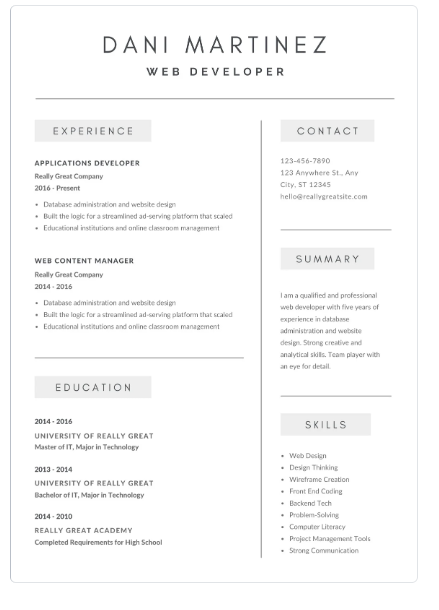 DANI MARTINEZ
WEB DEVELOPER
EXPERIENCE
APPLICATIONS DEVELOPER
Really Great Company
2016 - Present
• Database administration and website design
• Built the logic for a streamlined ad-serving platform that scaled
• Educational institutions and online classroom management
WEB CONTENT MANAGER
Really Great Company
2014 - 2016
• Database administration and website design
• Built the logic for a streamlined ad-serving platform that scaled
• Educational institutions and online classroom management
EDUCATION
2014 - 2016
UNIVERSITY OF REALLY GREAT
Master of IT, Major in Technology
2013 - 2014
UNIVERSITY OF REALLY GREAT
Bachelor of IT, Major in Technology
2014 - 2010
REALLY GREAT ACADEMY
Completed Requirements for High School
CONTACT
123-456-7890
123 Anywhere St., Any
City, ST 12345
hello@reallygreatsite.com
SUMMARY
I am a qualified and professional
web developer with five years of
experience in database
administration and website
design. Strong creative and
analytical skills. Team player with
an eye for detail.
SKILLS
• Web Design
• Design Thinking
• Wireframe Creation
• Front End Coding
• Backend Tech
• Problem-Solving
• Computer Literacy
• Project Management Tools
• Strong Communication